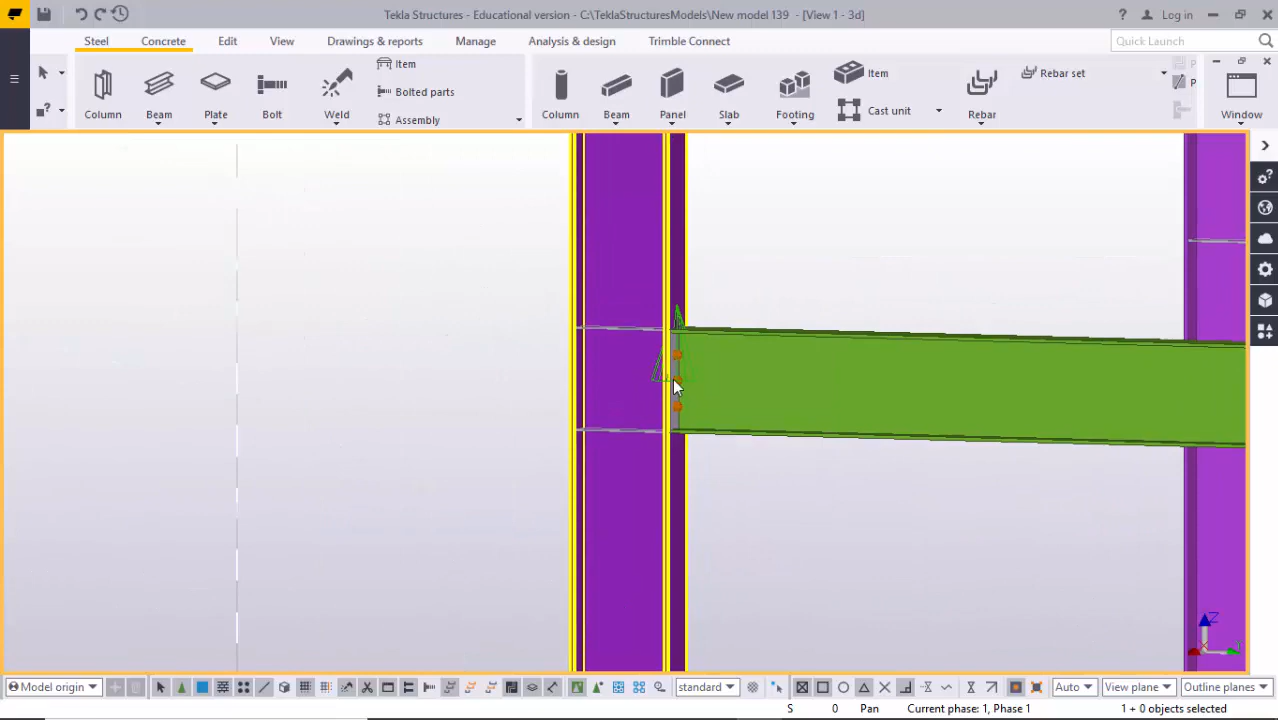 Tekla Structures - Educational version - C:\TeklaStructuresModels\New model 139 - [View 1 - 3d]
Log in
Steel Concrete Edit View Drawings & reports Manage Analysis & design Trimble Connect
Quick Launch
Item
Bolted parts
Assembly
Item
Cast unit
Rebar set
Column Beam Plate Bolt Weld Column Beam Panel Slab Footing Rebar Window
Z
Model origin standard Auto View plane Outline planes
S 0 Pan Current phase: 1, Phase 1 1 + 0 objects selected